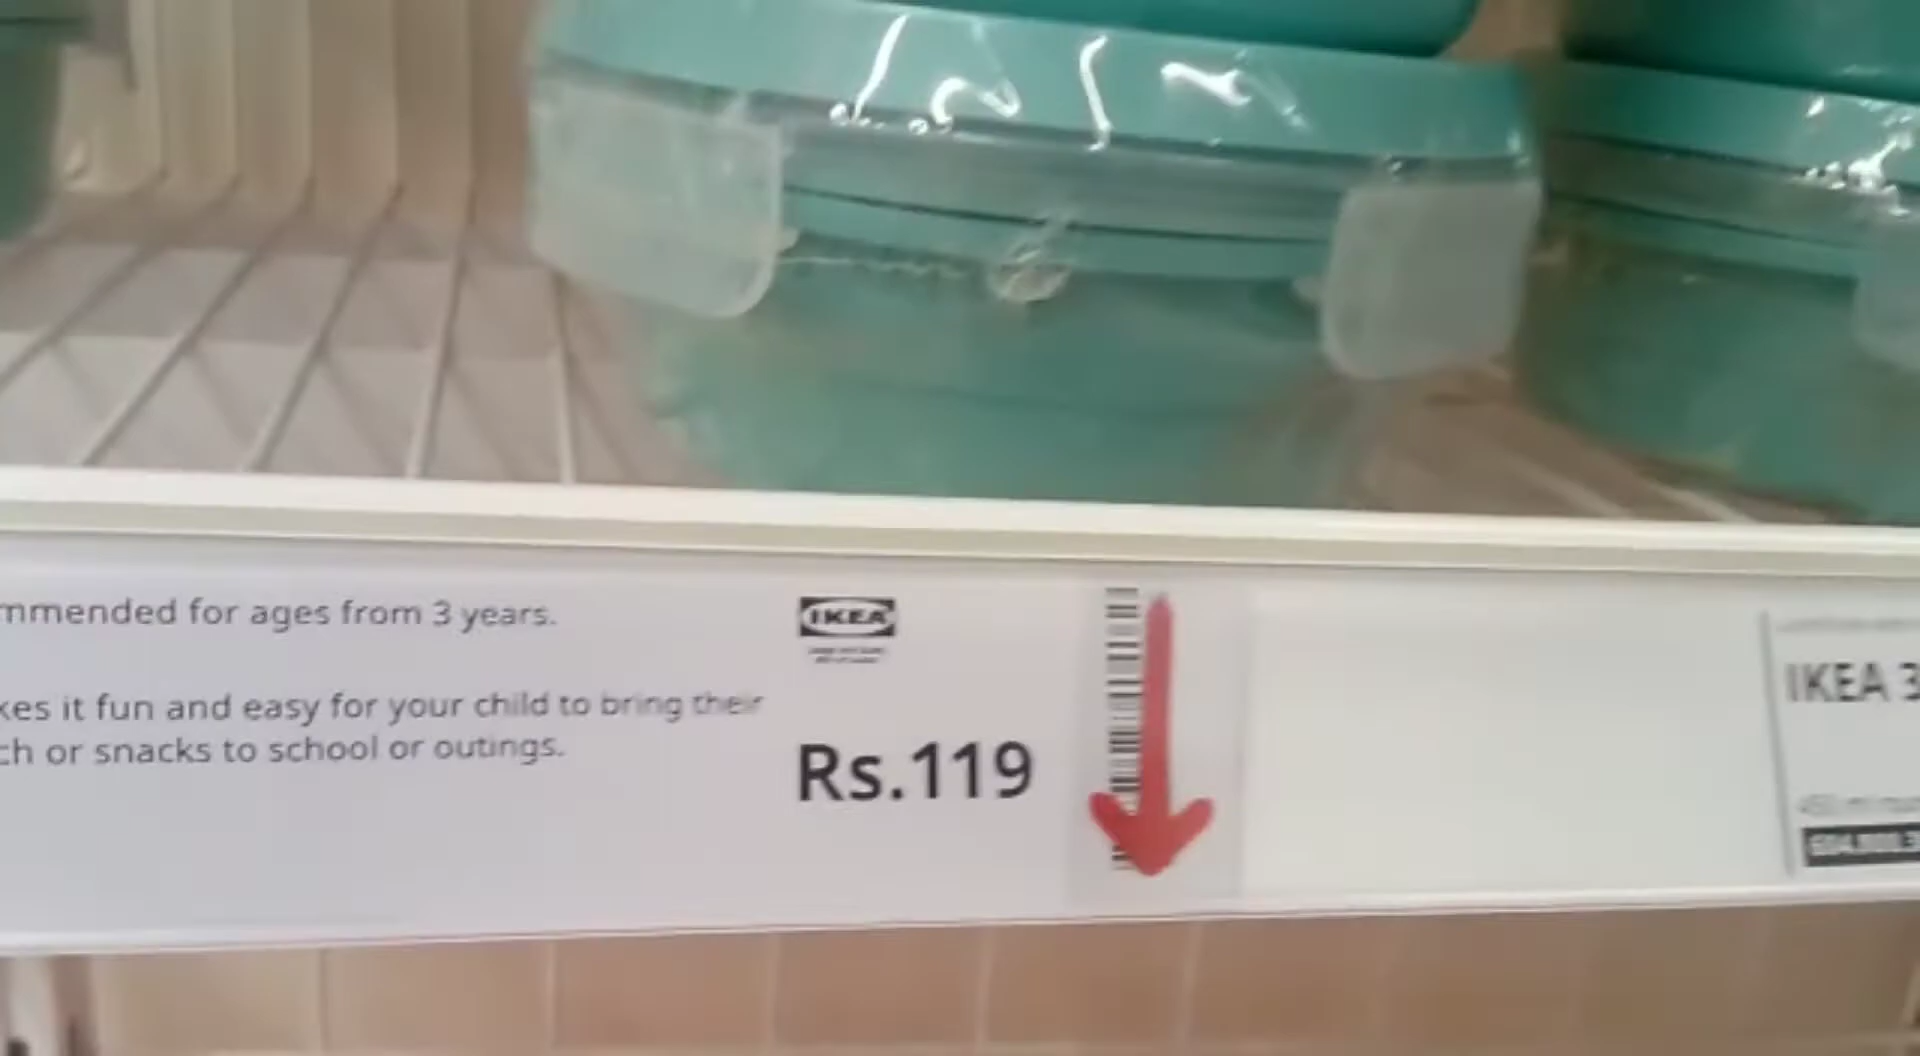 mmended for ages from 3 years.
kes it fun and easy for your child to bring their
ch or snacks to school or outings.
IKEA
Rs.119
IKEA 3